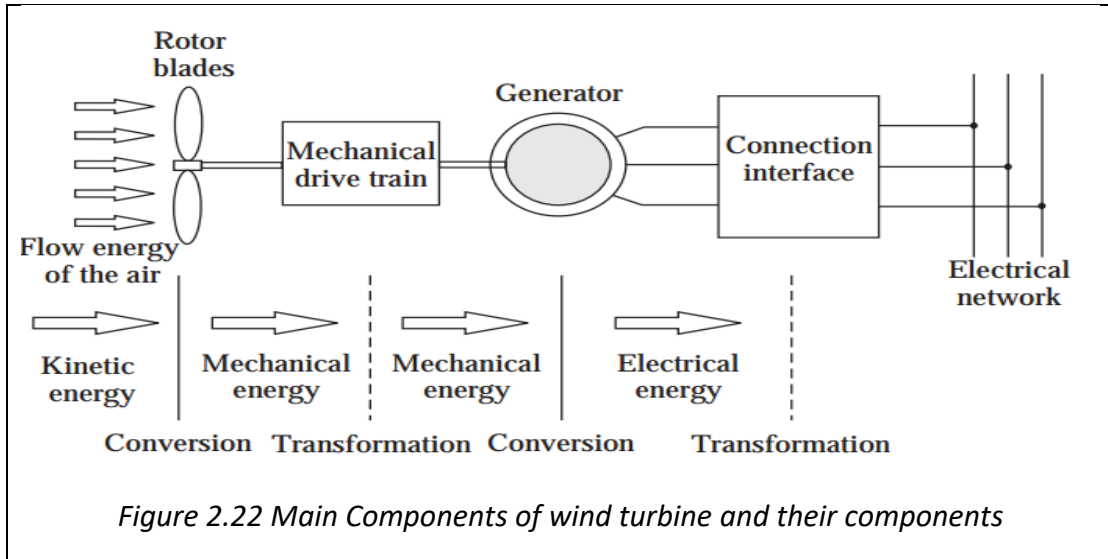 Rotor
blades
Generator
Mechanical
drive train
Connection
interface
Flow energy
of the air
Electrical
network
Kinetic
energy
Mechanical
energy
Mechanical
energy
Electrical
energy
Conversion
Transformation
Conversion
Transformation
Figure 2.22 Main Components of wind turbine and their components